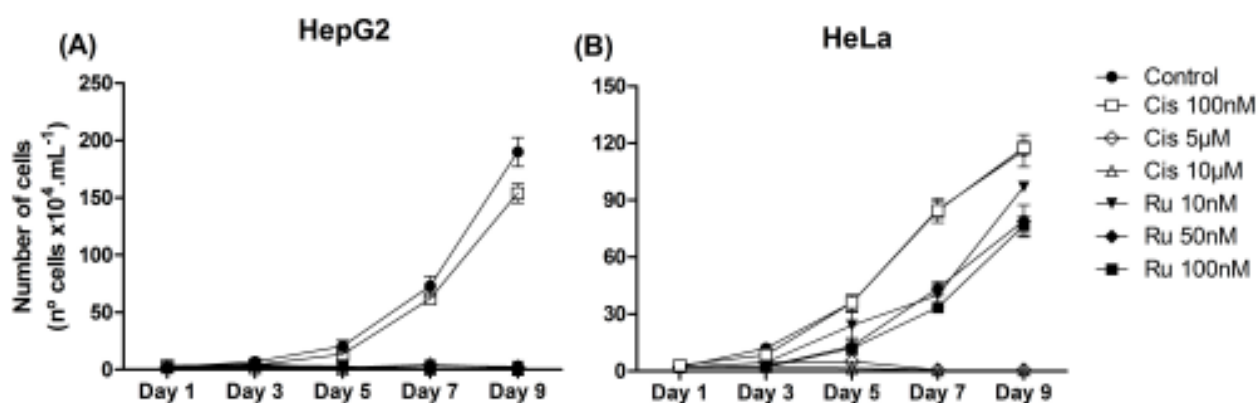 (A)
HepG2
Number of cells
(nº cells x10⁴.mL⁻¹)
250
200
150
100
50
0
Day 1 Day 3 Day 5 Day 7 Day 9
(B)
HeLa
150
120
90
60
30
0
Day 1 Day 3 Day 5 Day 7 Day 9
Control
Cis 100nM
Cis 5µM
Cis 10µM
Ru 10nM
Ru 50nM
Ru 100nM